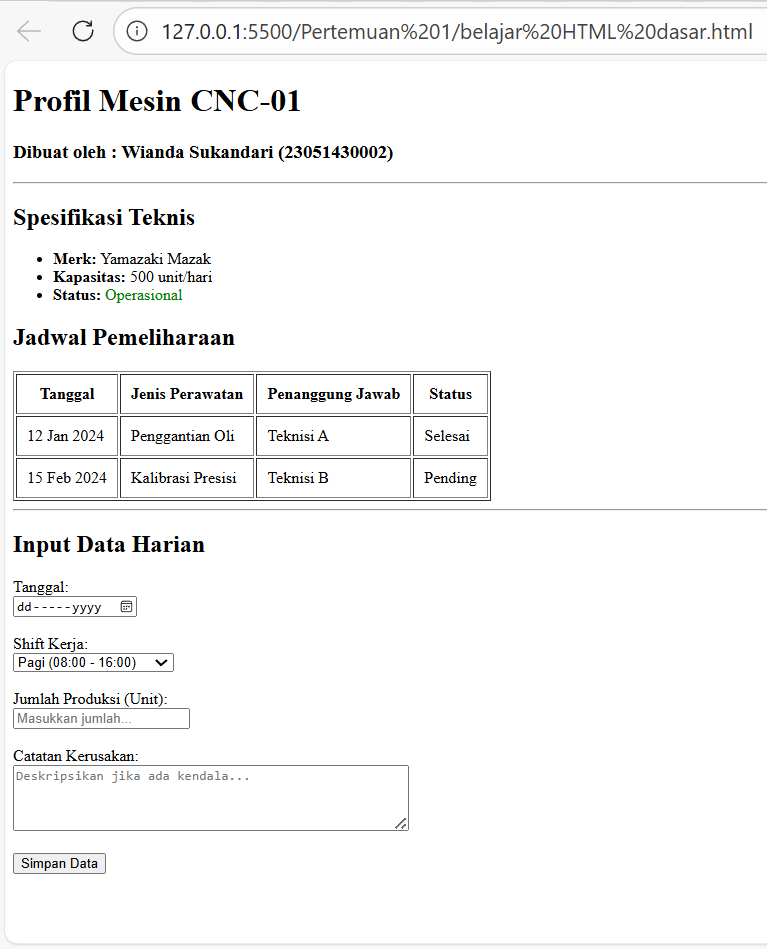 127.0.0.1:5500/Pertemuan%201/belajar%20HTML%20dasar.html
Profil Mesin CNC-01
Dibuat oleh : Wianda Sukandari (23051430002)
Spesifikasi Teknis
• Merk: Yamazaki Mazak
• Kapasitas: 500 unit/hari
• Status: Operasional
Jadwal Pemeliharaan
Tanggal Jenis Perawatan Penanggung Jawab Status
12 Jan 2024 Penggantian Oli Teknisi A Selesai
15 Feb 2024 Kalibrasi Presisi Teknisi B Pending
Input Data Harian
Tanggal:
dd-----yyyy
Shift Kerja:
Pagi (08:00 - 16:00)
Jumlah Produksi (Unit):
Masukkan jumlah...
Catatan Kerusakan:
Deskripsikan jika ada kendala...
Simpan Data